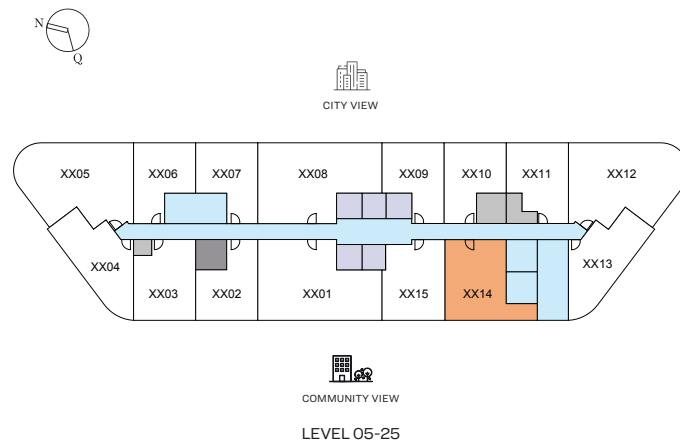 N
Q
CITY VIEW
XX05
XX06
XX07
XX08
XX09
XX10
XX11
XX12
XX04
XX03
XX02
XX01
XX15
XX14
XX13
COMMUNITY VIEW
LEVEL 05-25